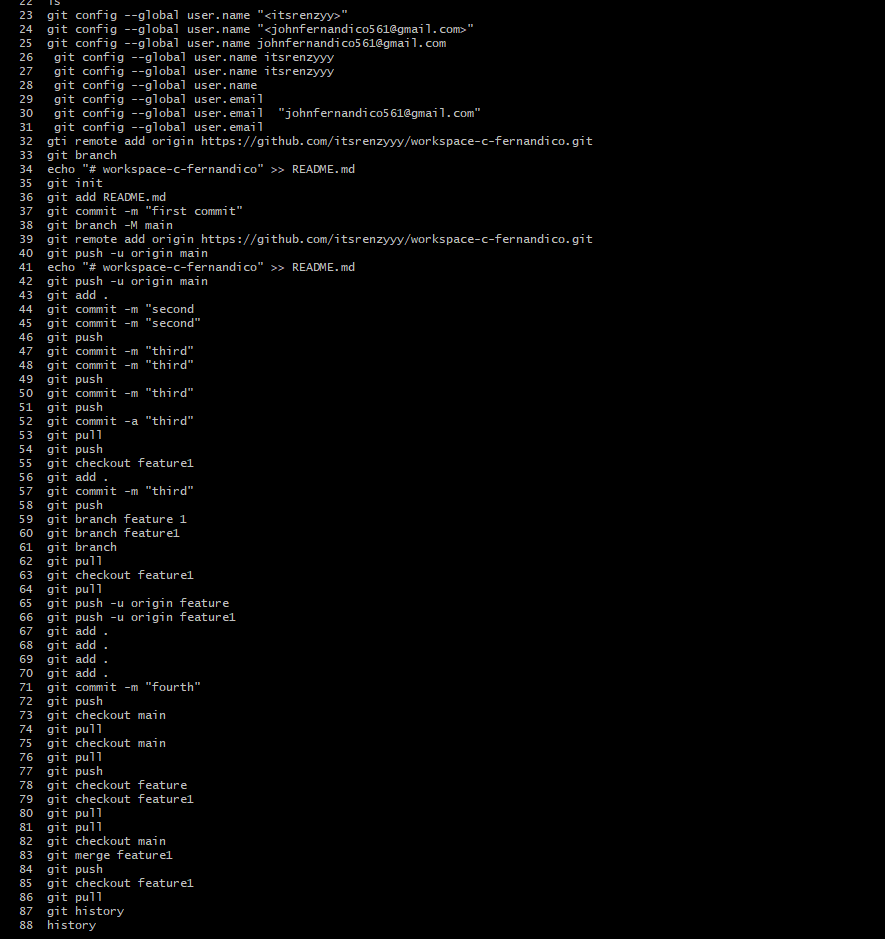 22  ls
23  git config --global user.name "<itsrenzyy>"
24  git config --global user.name "<johnfernandico561@gmail.com>"
25  git config --global user.name johnfernandico561@gmail.com
26   git config --global user.name itsrenzyyy
27   git config --global user.name itsrenzyyy
28   git config --global user.name
29   git config --global user.email
30   git config --global user.email  "johnfernandico561@gmail.com"
31   git config --global user.email
32  gti remote add origin https://github.com/itsrenzyyy/workspace-c-fernandico.git
33  git branch
34  echo "# workspace-c-fernandico" >> README.md
35  git init
36  git add README.md
37  git commit -m "first commit"
38  git branch -M main
39  git remote add origin https://github.com/itsrenzyyy/workspace-c-fernandico.git
40  git push -u origin main
41  echo "# workspace-c-fernandico" >> README.md
42  git push -u origin main
43  git add .
44  git commit -m "second
45  git commit -m "second"
46  git push
47  git commit -m "third"
48  git commit -m "third"
49  git push
50  git commit -m "third"
51  git push
52  git commit -a "third"
53  git pull
54  git push
55  git checkout feature1
56  git add .
57  git commit -m "third"
58  git push
59  git branch feature 1
60  git branch feature1
61  git branch
62  git pull
63  git checkout feature1
64  git pull
65  git push -u origin feature
66  git push -u origin feature1
67  git add .
68  git add .
69  git add .
70  git add .
71  git commit -m "fourth"
72  git push
73  git checkout main
74  git pull
75  git checkout main
76  git pull
77  git push
78  git checkout feature
79  git checkout feature1
80  git pull
81  git pull
82  git checkout main
83  git merge feature1
84  git push
85  git checkout feature1
86  git pull
87  git history
88  history